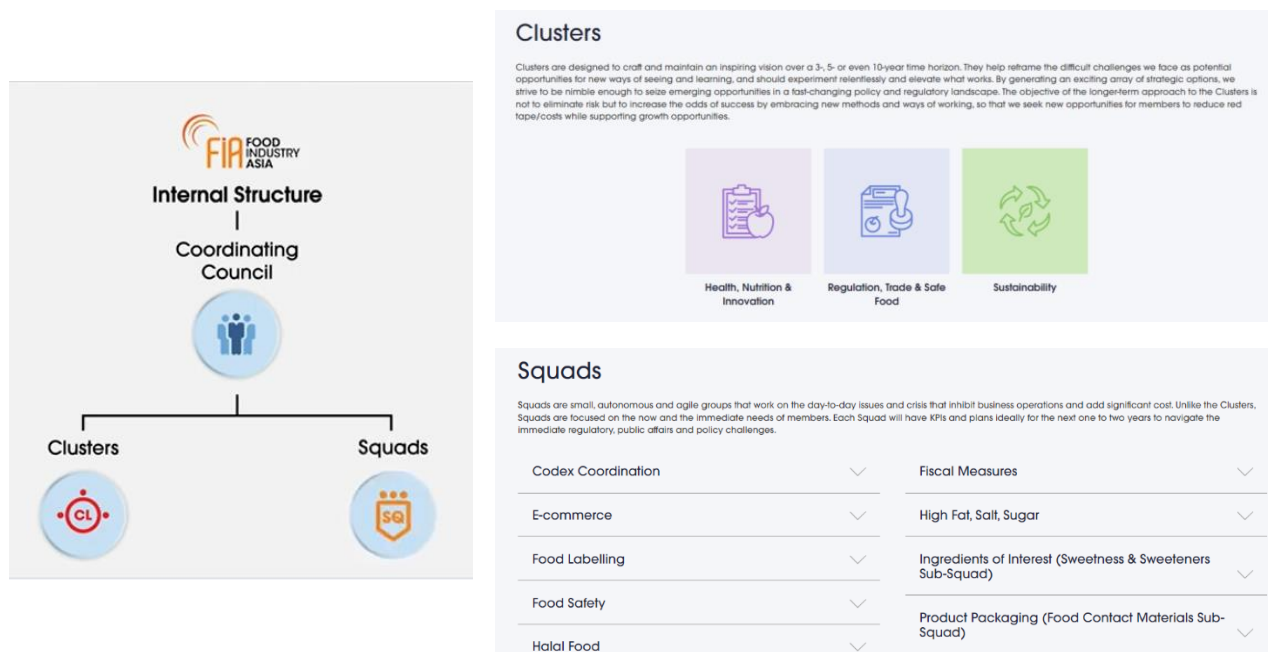 FIA FOOD
INDUSTRY
ASIA
Internal Structure
Coordinating
Council
Clusters
CL
Squads
SQ
Clusters
Clusters are designed to craft and maintain an inspiring vision over a 3-, 5- or even 10-year time horizon. They help reframe the difficult challenges we face as potential
opportunities for new ways of seeing and learning, and should experiment relentlessly and elevate what works. By generating an exciting array of strategic options, we
strive to be nimble enough to seize emerging opportunities in a fast-changing policy and regulatory landscape. The objective of the longer-term approach to the Clusters is
not to eliminate risk but to increase the odds of success by embracing new methods and ways of working, so that we seek new opportunities for members to reduce red
tape/costs while supporting growth opportunities.
Health, Nutrition &
Innovation
Regulation, Trade & Safe
Food
Sustainability
Squads
Squads are small, autonomous and agile groups that work on the day-to-day issues and crisis that inhibit business operations and add significant cost. Unlike the Clusters,
Squads are focused on the now and the immediate needs of members. Each Squad will have KPIs and plans ideally for the next one to two years to navigate the
immediate regulatory, public affairs and policy challenges.
Codex Coordination
E-commerce
Food Labelling
Food Safety
Halal Food
Fiscal Measures
High Fat, Salt, Sugar
Ingredients of Interest (Sweetness & Sweeteners
Sub-Squad)
Product Packaging (Food Contact Materials Sub-
Squad)